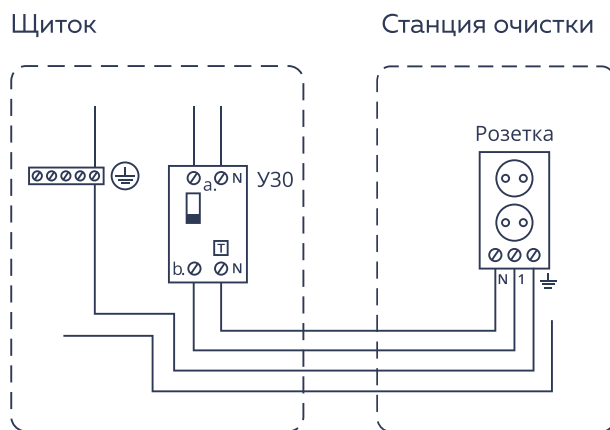 Щиток
Станция очистки
Розетка
a. N УЗО
T
b. N
N 1